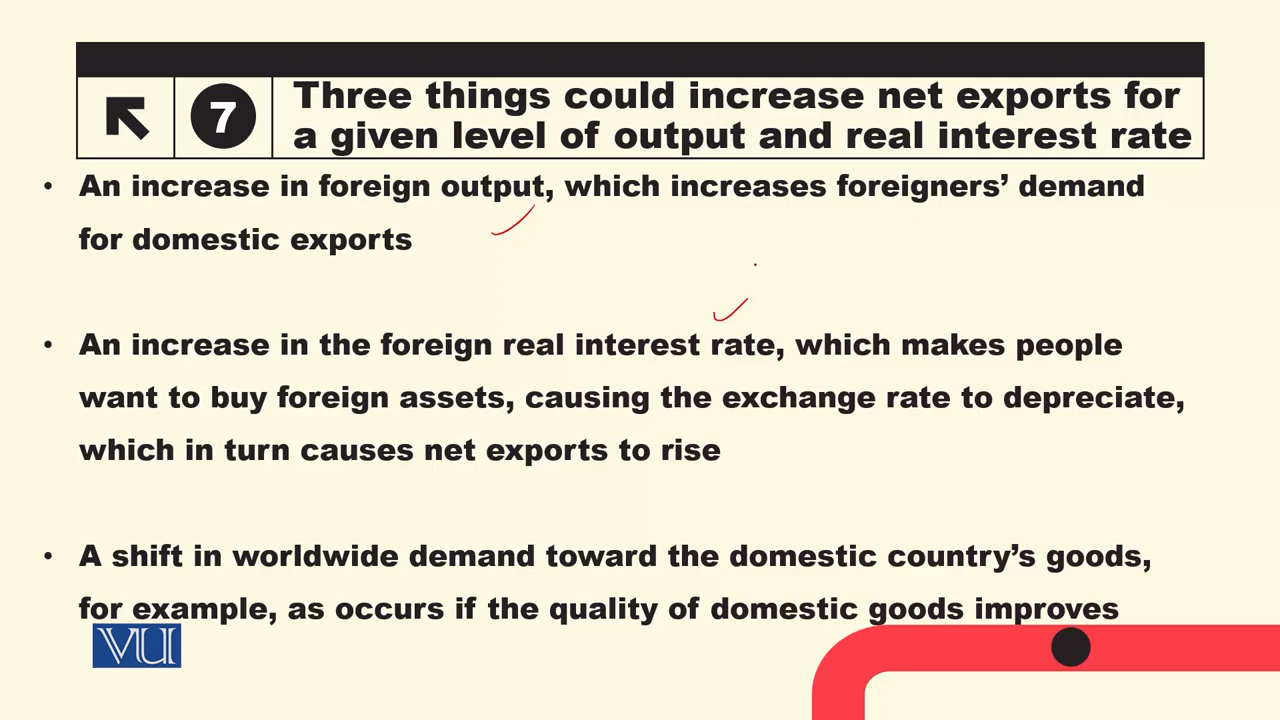 7
Three things could increase net exports for
a given level of output and real interest rate
• An increase in foreign output, which increases foreigners’ demand
for domestic exports
• An increase in the foreign real interest rate, which makes people
want to buy foreign assets, causing the exchange rate to depreciate,
which in turn causes net exports to rise
• A shift in worldwide demand toward the domestic country’s goods,
for example, as occurs if the quality of domestic goods improves
VU